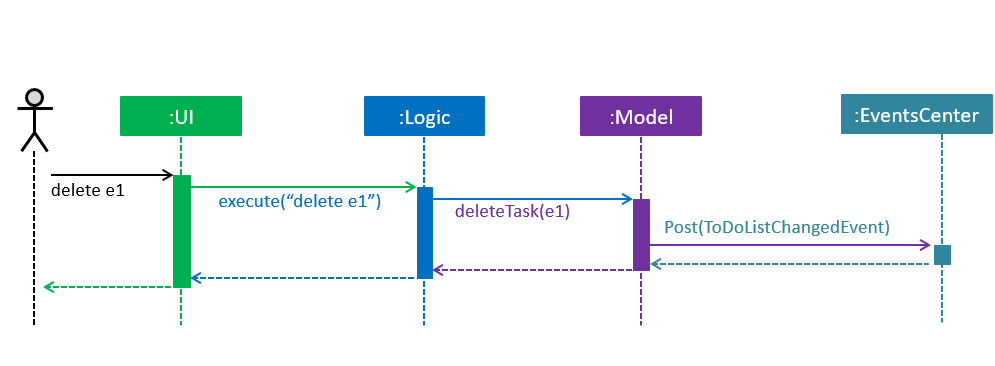 :UI
:Logic
:Model
:EventsCenter
delete e1
execute(“delete e1”)
deleteTask(e1)
Post(ToDoListChangedEvent)